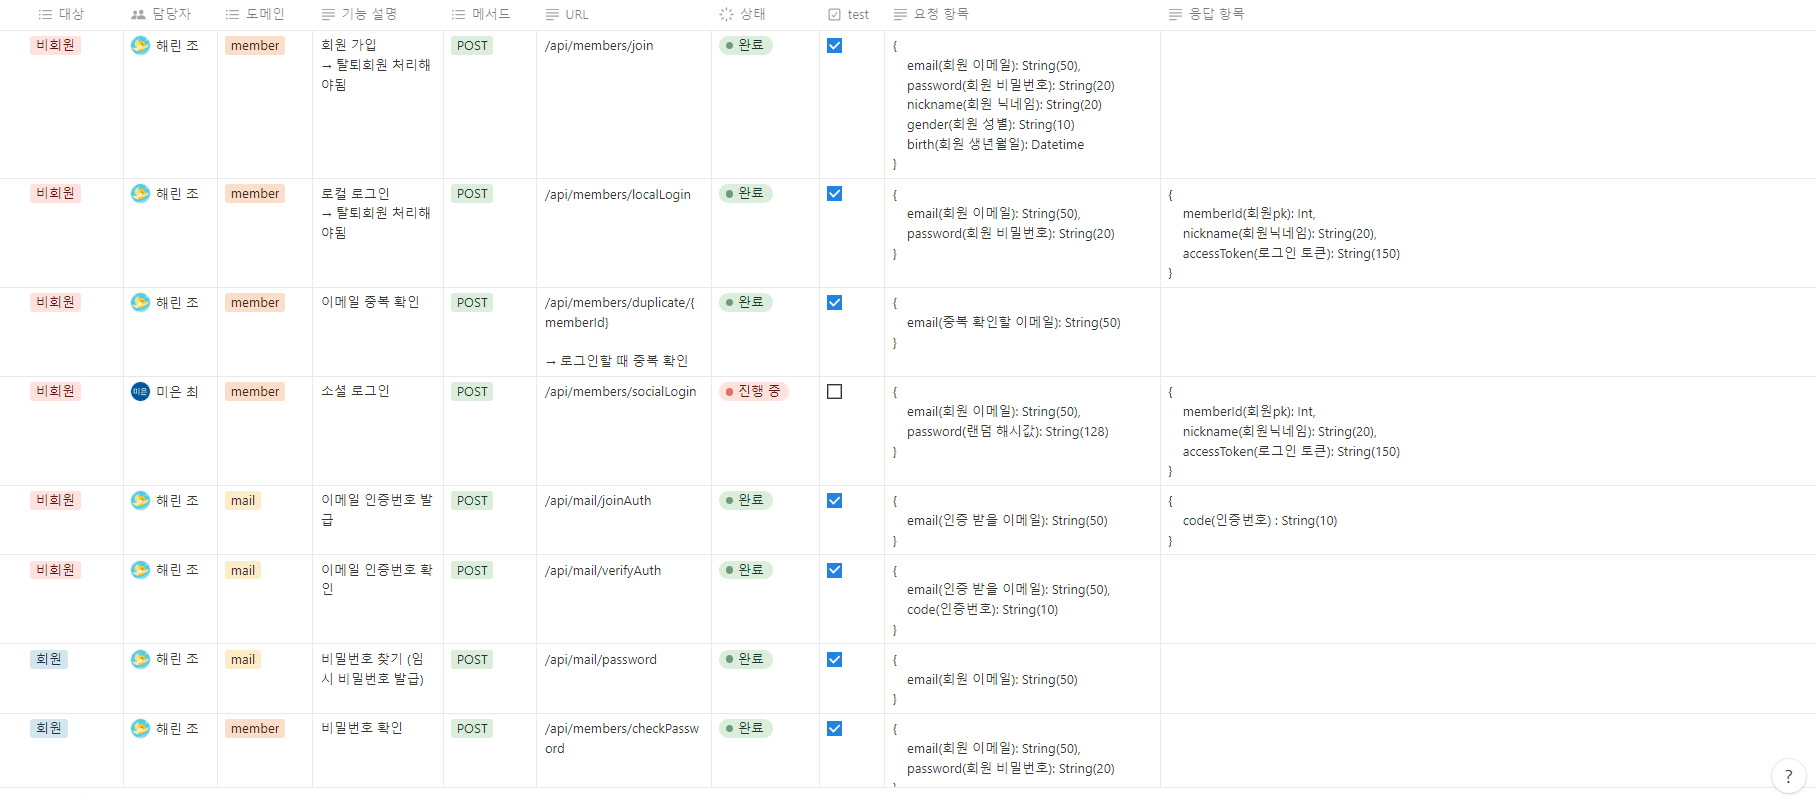 대상 담당자 도메인 기능 설명 메서드 URL 상태 test 요청 항목 응답 항목
비회원 해린 조 member 회원 가입 POST /api/members/join 완료 {
→ 탈퇴회원 처리해 email(회원 이메일): String(50),
야됨 password(회원 비밀번호): String(20)
nickname(회원 닉네임): String(20)
gender(회원 성별): String(10)
birth(회원 생년월일): Datetime
}
비회원 해린 조 member 로컬 로그인 POST /api/members/localLogin 완료 { {
→ 탈퇴회원 처리해 email(회원 이메일): String(50), memberId(회원pk): Int,
야됨 password(회원 비밀번호): String(20) nickname(회원닉네임): String(20),
} accessToken(로그인 토큰): String(150)
}
비회원 해린 조 member 이메일 중복 확인 POST /api/members/duplicate/{ 완료 {
memberId} email(중복 확인할 이메일): String(50)
}
→ 로그인할 때 중복 확인
비회원 미은 미은 최 member 소셜 로그인 POST /api/members/socialLogin 진행 중 { {
email(회원 이메일): String(50), memberId(회원pk): Int,
password(랜덤 해시값): String(128) nickname(회원닉네임): String(20),
} accessToken(로그인 토큰): String(150)
}
비회원 해린 조 mail 이메일 인증번호 발 POST /api/mail/joinAuth 완료 { {
급 email(인증 받을 이메일): String(50) code(인증번호) : String(10)
} }
비회원 해린 조 mail 이메일 인증번호 확 POST /api/mail/verifyAuth 완료 {
인 email(인증 받을 이메일): String(50),
code(인증번호): String(10)
}
회원 해린 조 mail 비밀번호 찾기 (임 POST /api/mail/password 완료 {
시 비밀번호 발급) email(회원 이메일): String(50)
}
회원 해린 조 member 비밀번호 확인 POST /api/members/checkPassw 완료 {
ord email(회원 이메일): String(50),
password(회원 비밀번호): String(20)
}
?